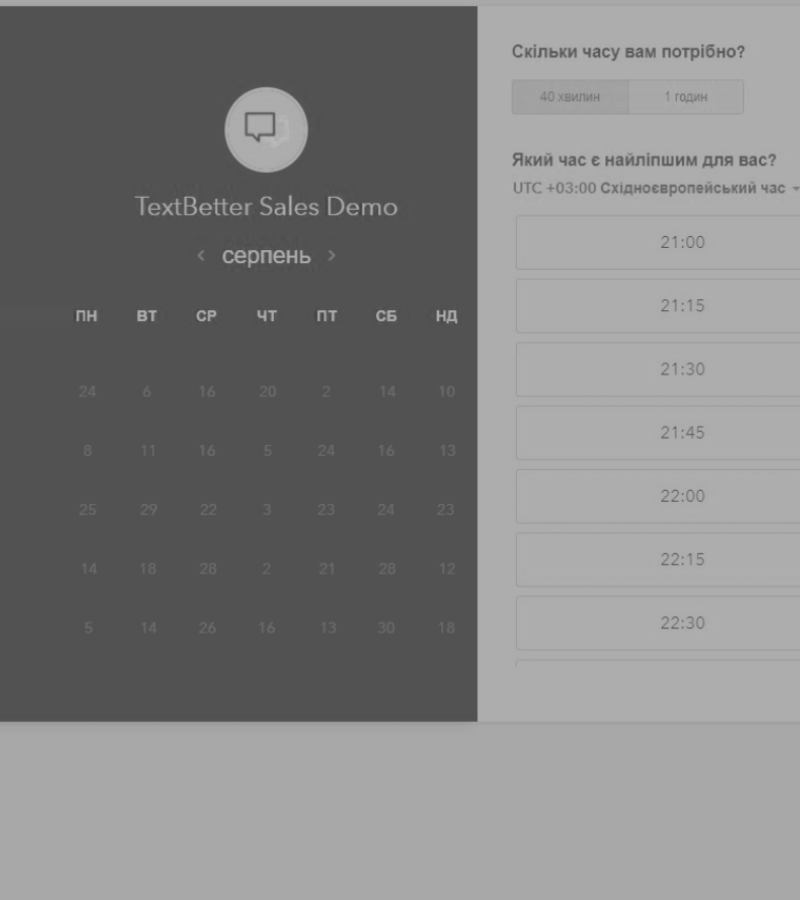 TextBetter Sales Demo
серпень
ПН ВТ СР ЧТ ПТ СБ НД
24 6 16 20 2 14 10
8 11 16 5 24 16 13
25 29 22 3 23 24 23
14 18 28 2 21 28 12
5 14 26 16 13 30 18
Скільки часу вам потрібно?
40 хвилин 1 годин
Який час є найліпшим для вас?
UTC +03:00 Східноєвропейський час
21:00
21:15
21:30
21:45
22:00
22:15
22:30